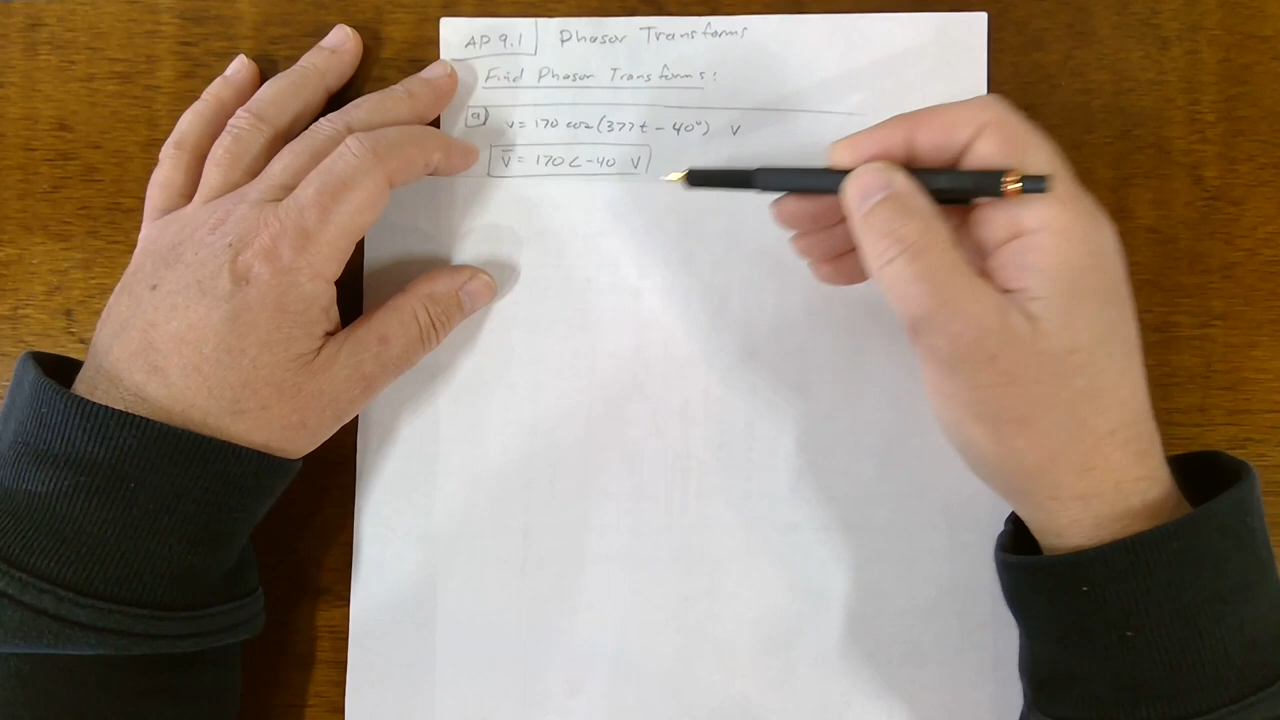 AP 9.1 Phasor Transforms
Find Phasor Transforms:
a) v = 170 cos(377t - 40°) V
V̅ = 170∠-40 V